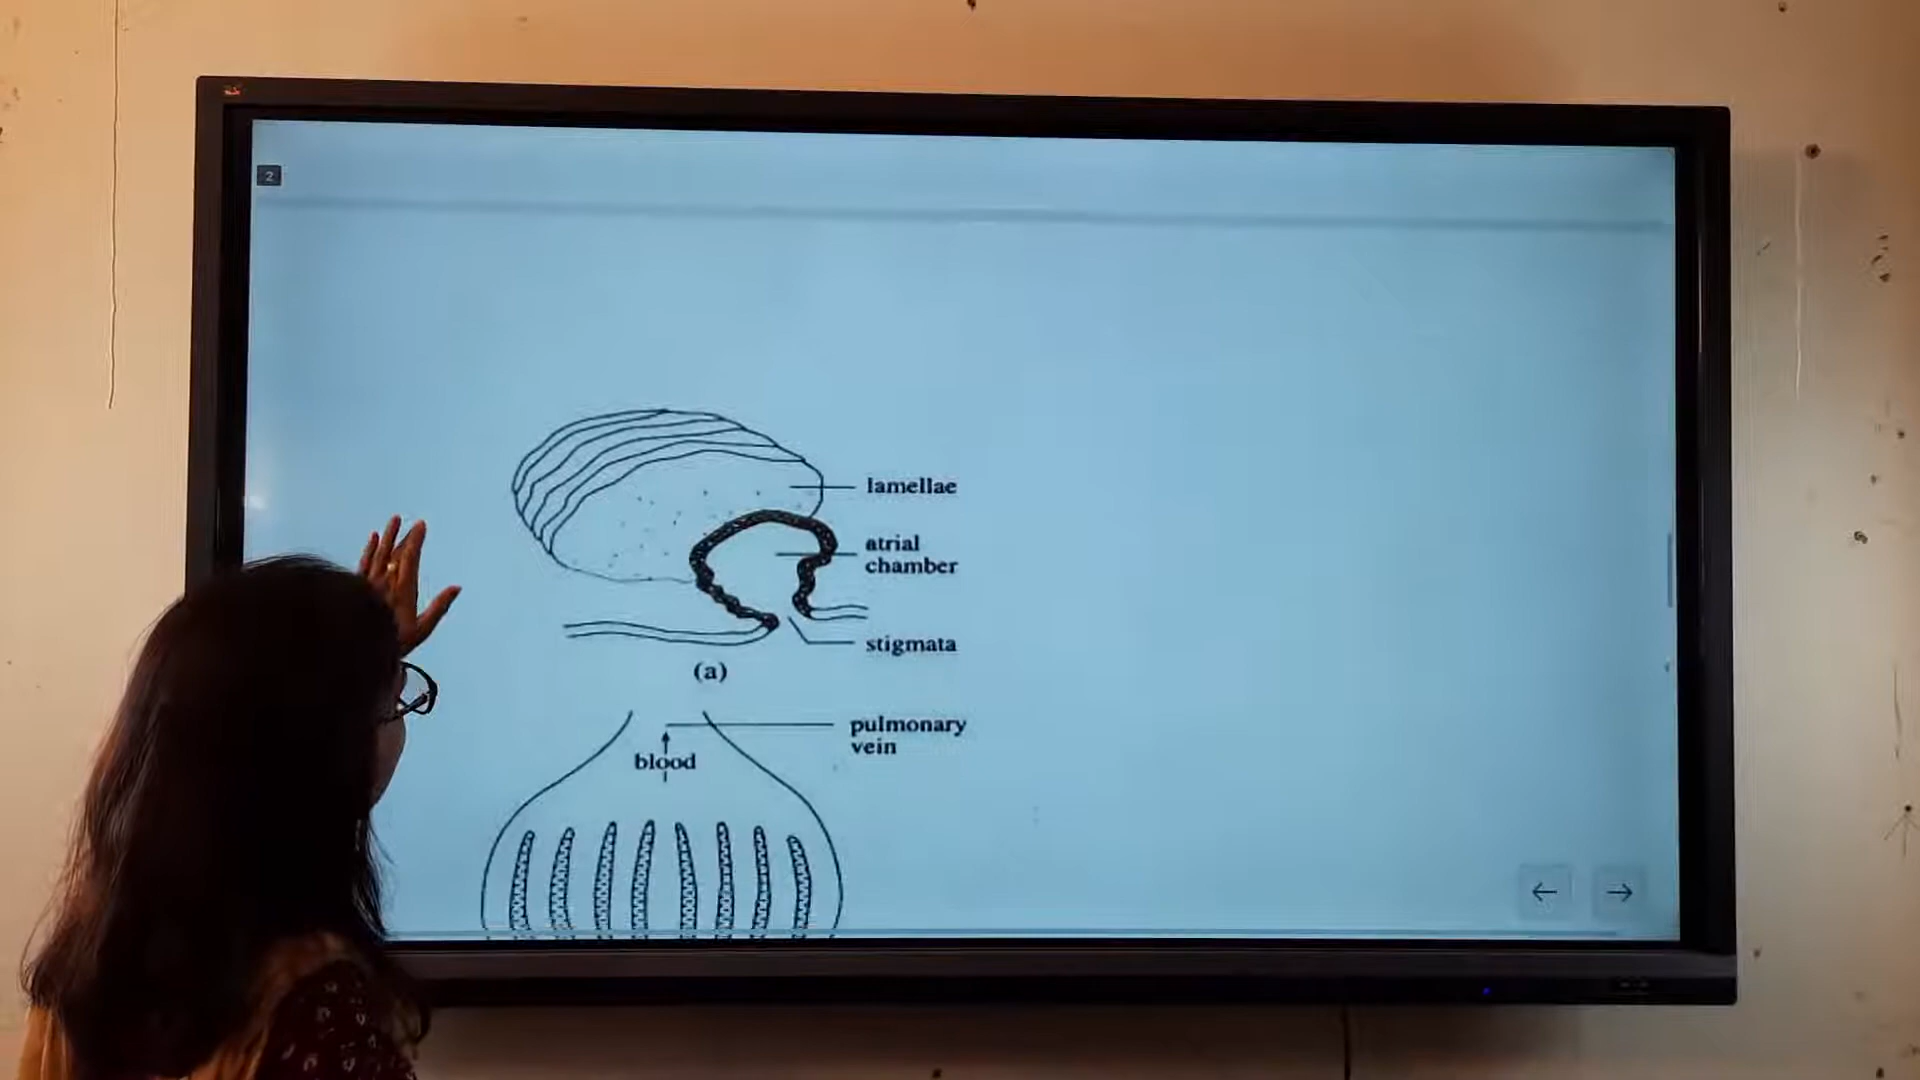 2
lamellae
atrial
chamber
stigmata
(a)
pulmonary
vein
blood